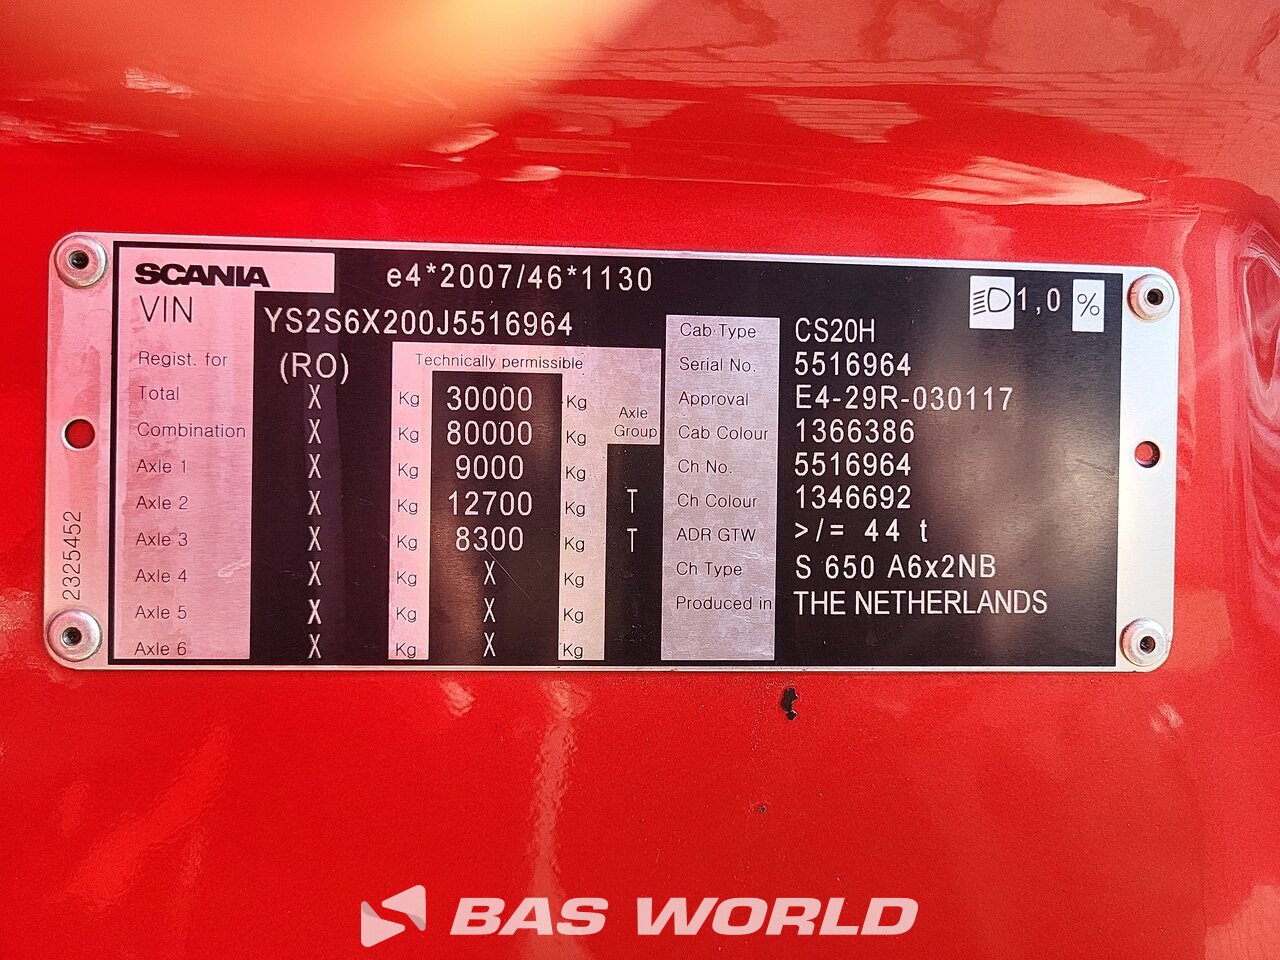 SCANIA e4*2007/46*1130 1,0 %
VIN YS2S6X200J5516964
Regist. for (RO) Technically permissible
Total X Kg 30000 Kg
Combination X Kg 80000 Kg Axle Group
Axle 1 X Kg 9000 Kg
Axle 2 X Kg 12700 Kg T
Axle 3 X Kg 8300 Kg T
Axle 4 X Kg X Kg
Axle 5 X Kg X Kg
Axle 6 X Kg X Kg
Cab Type CS20H
Serial No. 5516964
Approval E4-29R-030117
Cab Colour 1366386
Ch No. 5516964
Ch Colour 1346692
ADR GTW >/= 44 t
Ch Type S 650 A6x2NB
Produced in THE NETHERLANDS
2325452
BAS WORLD